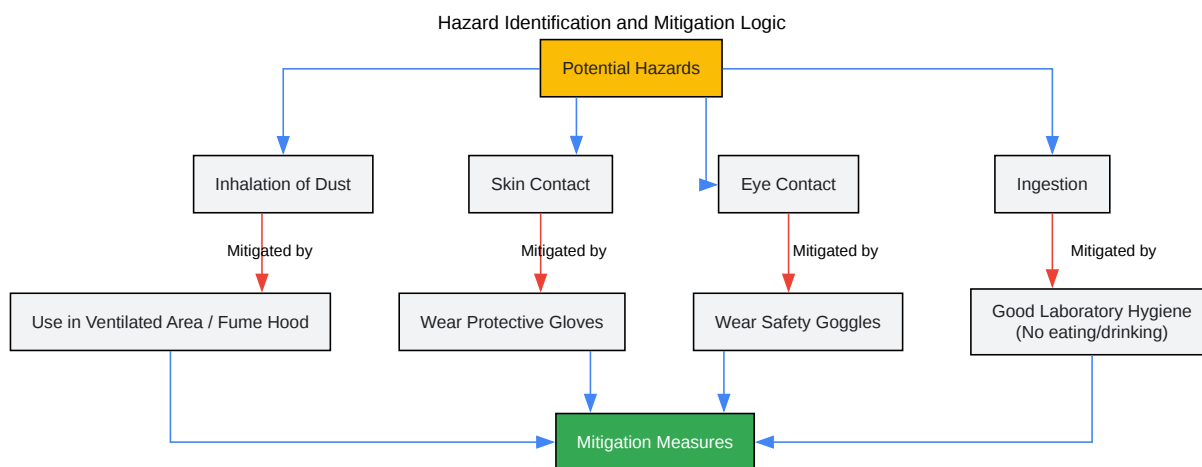 Hazard Identification and Mitigation Logic
Potential Hazards
Inhalation of Dust
Skin Contact
Eye Contact
Ingestion
Mitigated by
Mitigated by
Mitigated by
Mitigated by
Use in Ventilated Area / Fume Hood
Wear Protective Gloves
Wear Safety Goggles
Good Laboratory Hygiene
(No eating/drinking)
Mitigation Measures